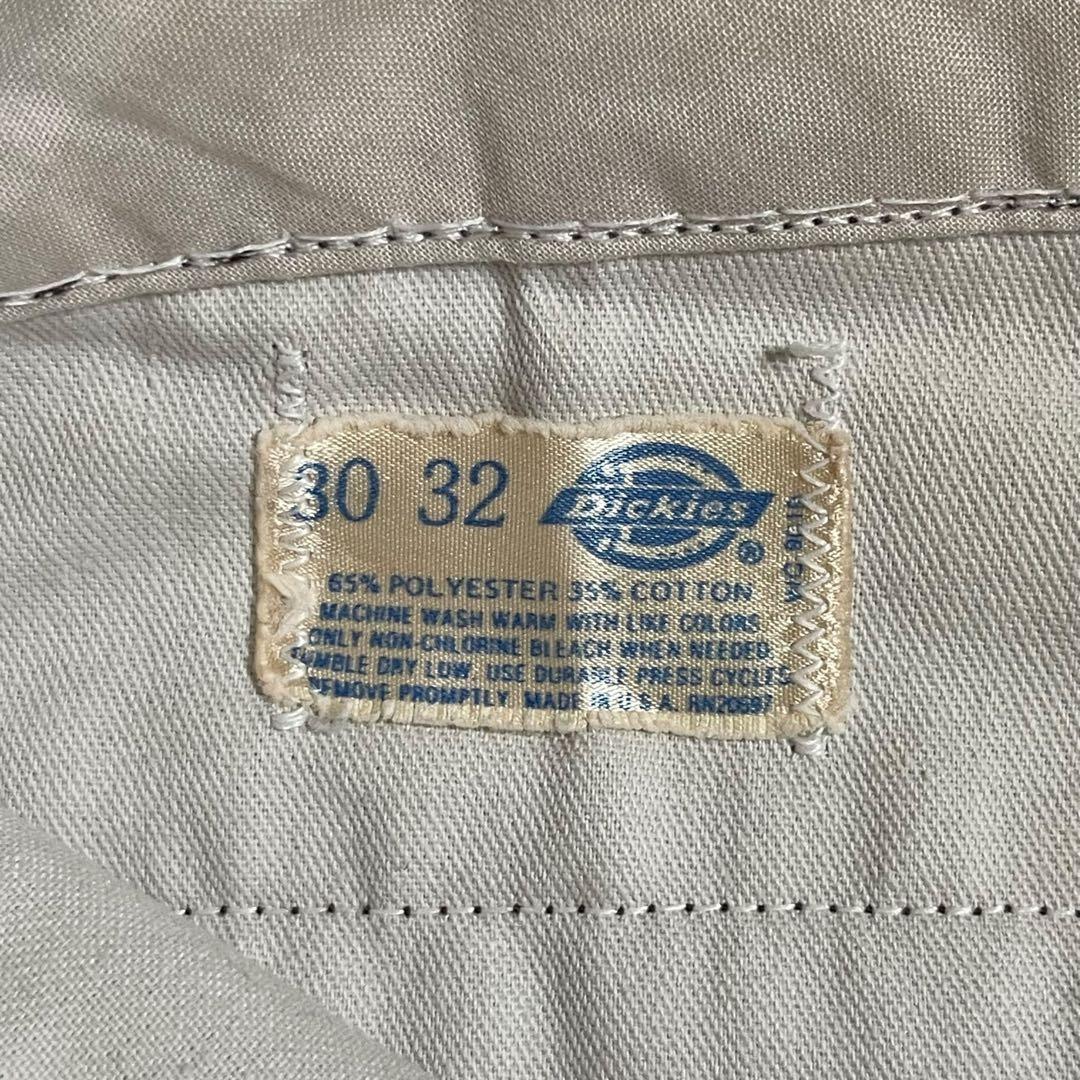 30 32 Dickies ®
65% POLYESTER 35% COTTON
MACHINE WASH WARM WITH LIKE COLORS
ONLY NON-CHLORINE BLEACH WHEN NEEDED
TUMBLE DRY LOW. USE DURABLE PRESS CYCLES
REMOVE PROMPTLY. MADE IN U.S.A. RN20697